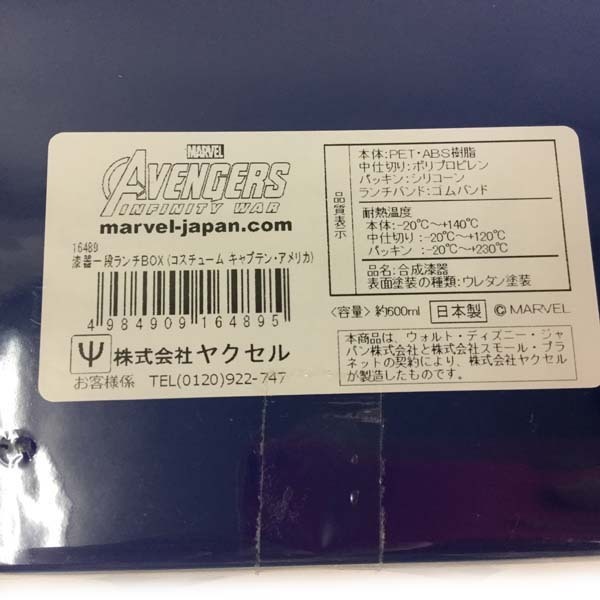 MARVEL
AVENGERS
INFINITY WAR
marvel-japan.com
16489
漆器一段ランチBOX(コスチューム キャプテン・アメリカ)
4 984909 164895
株式会社ヤクセル
お客様係 TEL(0120)922-747
品質表示
本体:PET・ABS樹脂
中仕切り:ポリプロピレン
パッキン:シリコーン
ランチバンド:ゴムバンド
耐熱温度
本体:-20℃～+140℃
中仕切り:-20℃～+120℃
パッキン:-20℃～+230℃
品名:合成漆器
表面塗装の種類:ウレタン塗装
<容量>約600ml 日本製 ©MARVEL
本商品は、ウォルト・ディズニー・ジャ
パン株式会社と株式会社スモール・プラ
ネットの契約により、株式会社ヤクセル
が製造したものです。